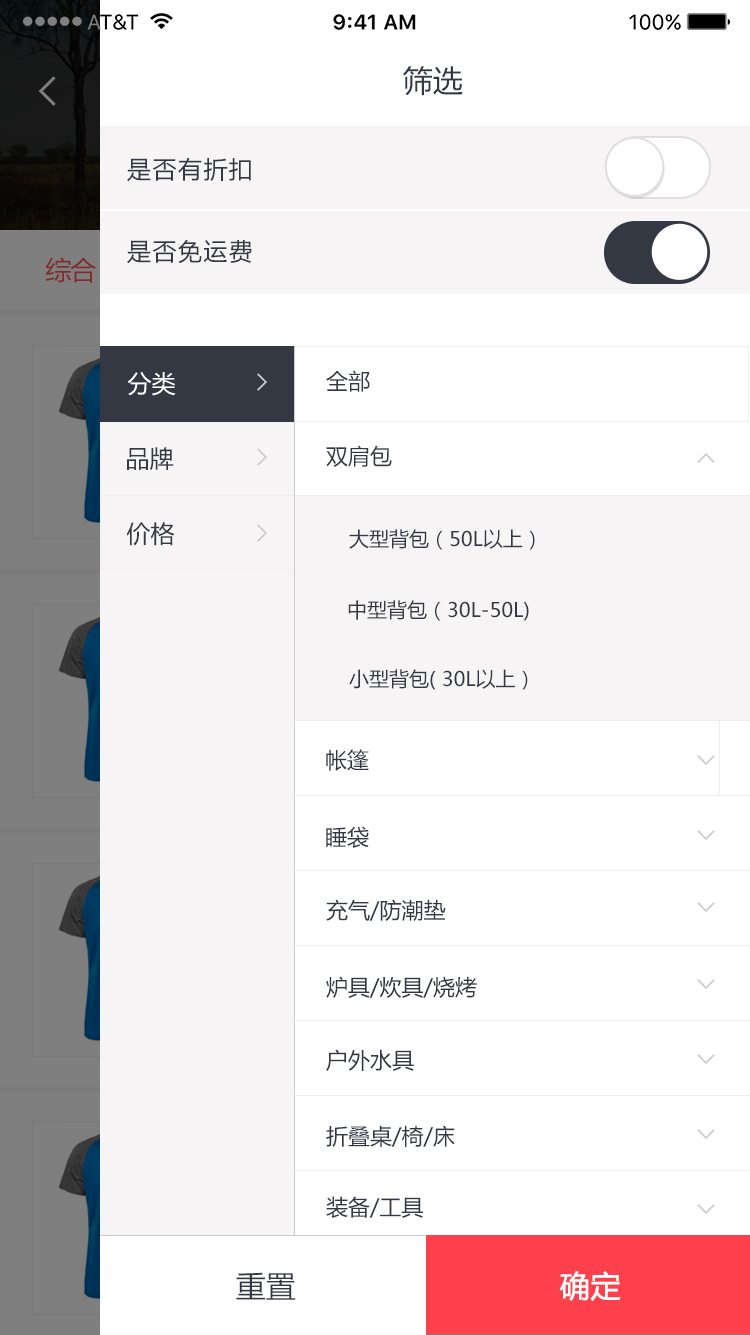 AT&T 9:41 AM 100%
筛选
是否有折扣
是否免运费
综合
分类
全部
品牌
双肩包
价格
大型背包（50L以上）
中型背包（30L-50L)
小型背包(30L以上）
帐篷
睡袋
充气/防潮垫
炉具/炊具/烧烤
户外水具
折叠桌/椅/床
装备/工具
重置
确定